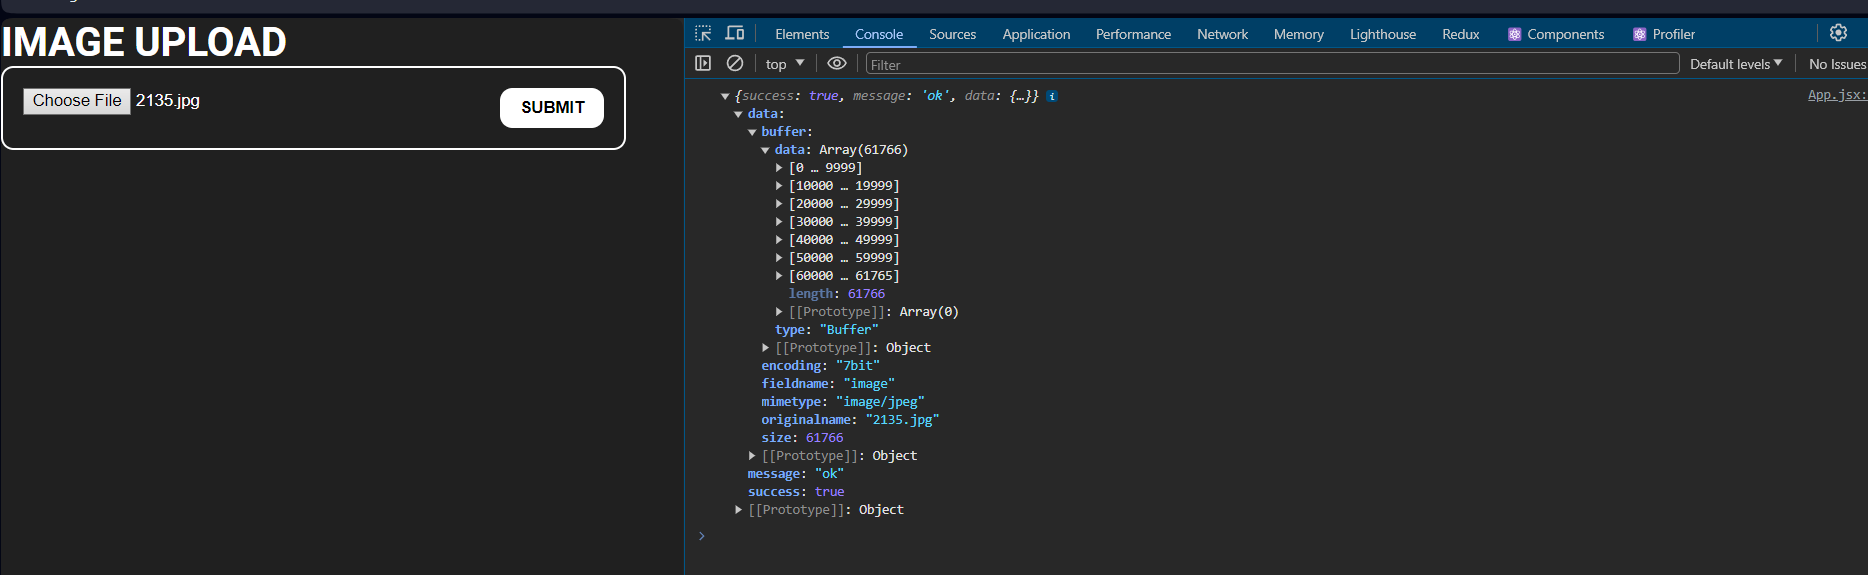 IMAGE UPLOAD
Choose File 2135.jpg
SUBMIT
Elements Console Sources Application Performance Network Memory Lighthouse Redux Components Profiler
top Filter Default levels No Issues
{success: true, message: 'ok', data: {…}} App.jsx:
data:
buffer:
data: Array(61766)
[0 … 9999]
[10000 … 19999]
[20000 … 29999]
[30000 … 39999]
[40000 … 49999]
[50000 … 59999]
[60000 … 61765]
length: 61766
[[Prototype]]: Array(0)
type: "Buffer"
[[Prototype]]: Object
encoding: "7bit"
fieldname: "image"
mimetype: "image/jpeg"
originalname: "2135.jpg"
size: 61766
[[Prototype]]: Object
message: "ok"
success: true
[[Prototype]]: Object